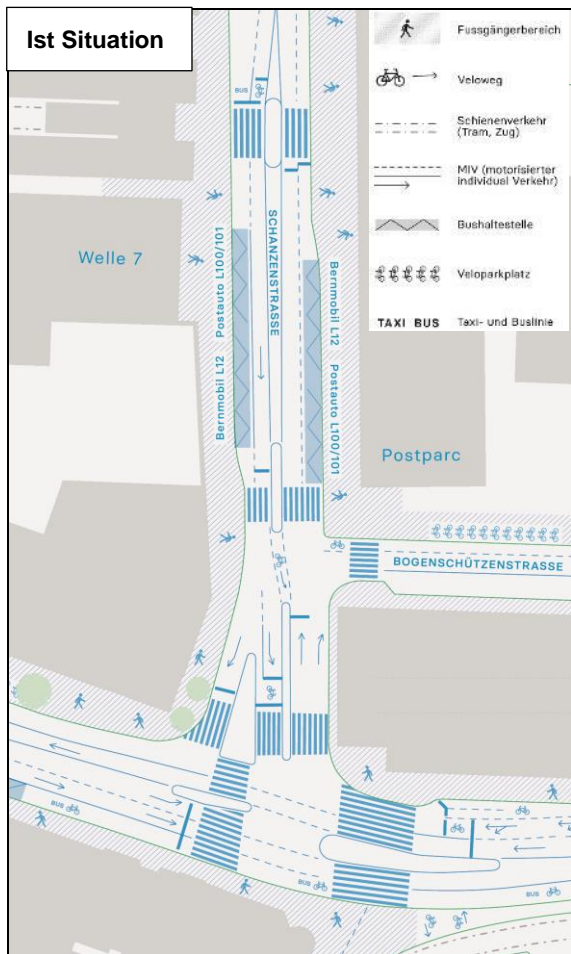 Ist Situation
Fussgängerbereich
Veloweg
Schienenverkehr
(Tram, Zug)
MIV (motorisierter
individual Verkehr)
Bushaltestelle
Veloparkplatz
TAXI BUS Taxi- und Buslinie
BUS
SCHANZENSTRASSE
Welle 7
Postauto L100/101
Bernmobil L12
Bernmobil L12
Postauto L100/101
Postparc
BOGENSCHÜTZENSTRASSE
BUS
BUS
BUS